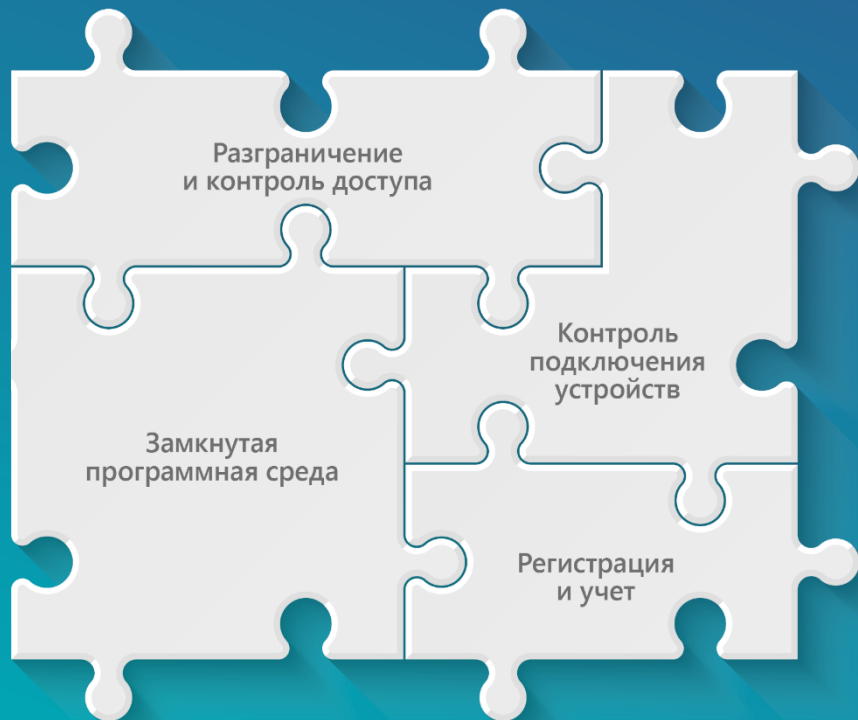 Разграничение
и контроль доступа
Контроль
подключения
устройств
Замкнутая
программная среда
Регистрация
и учет